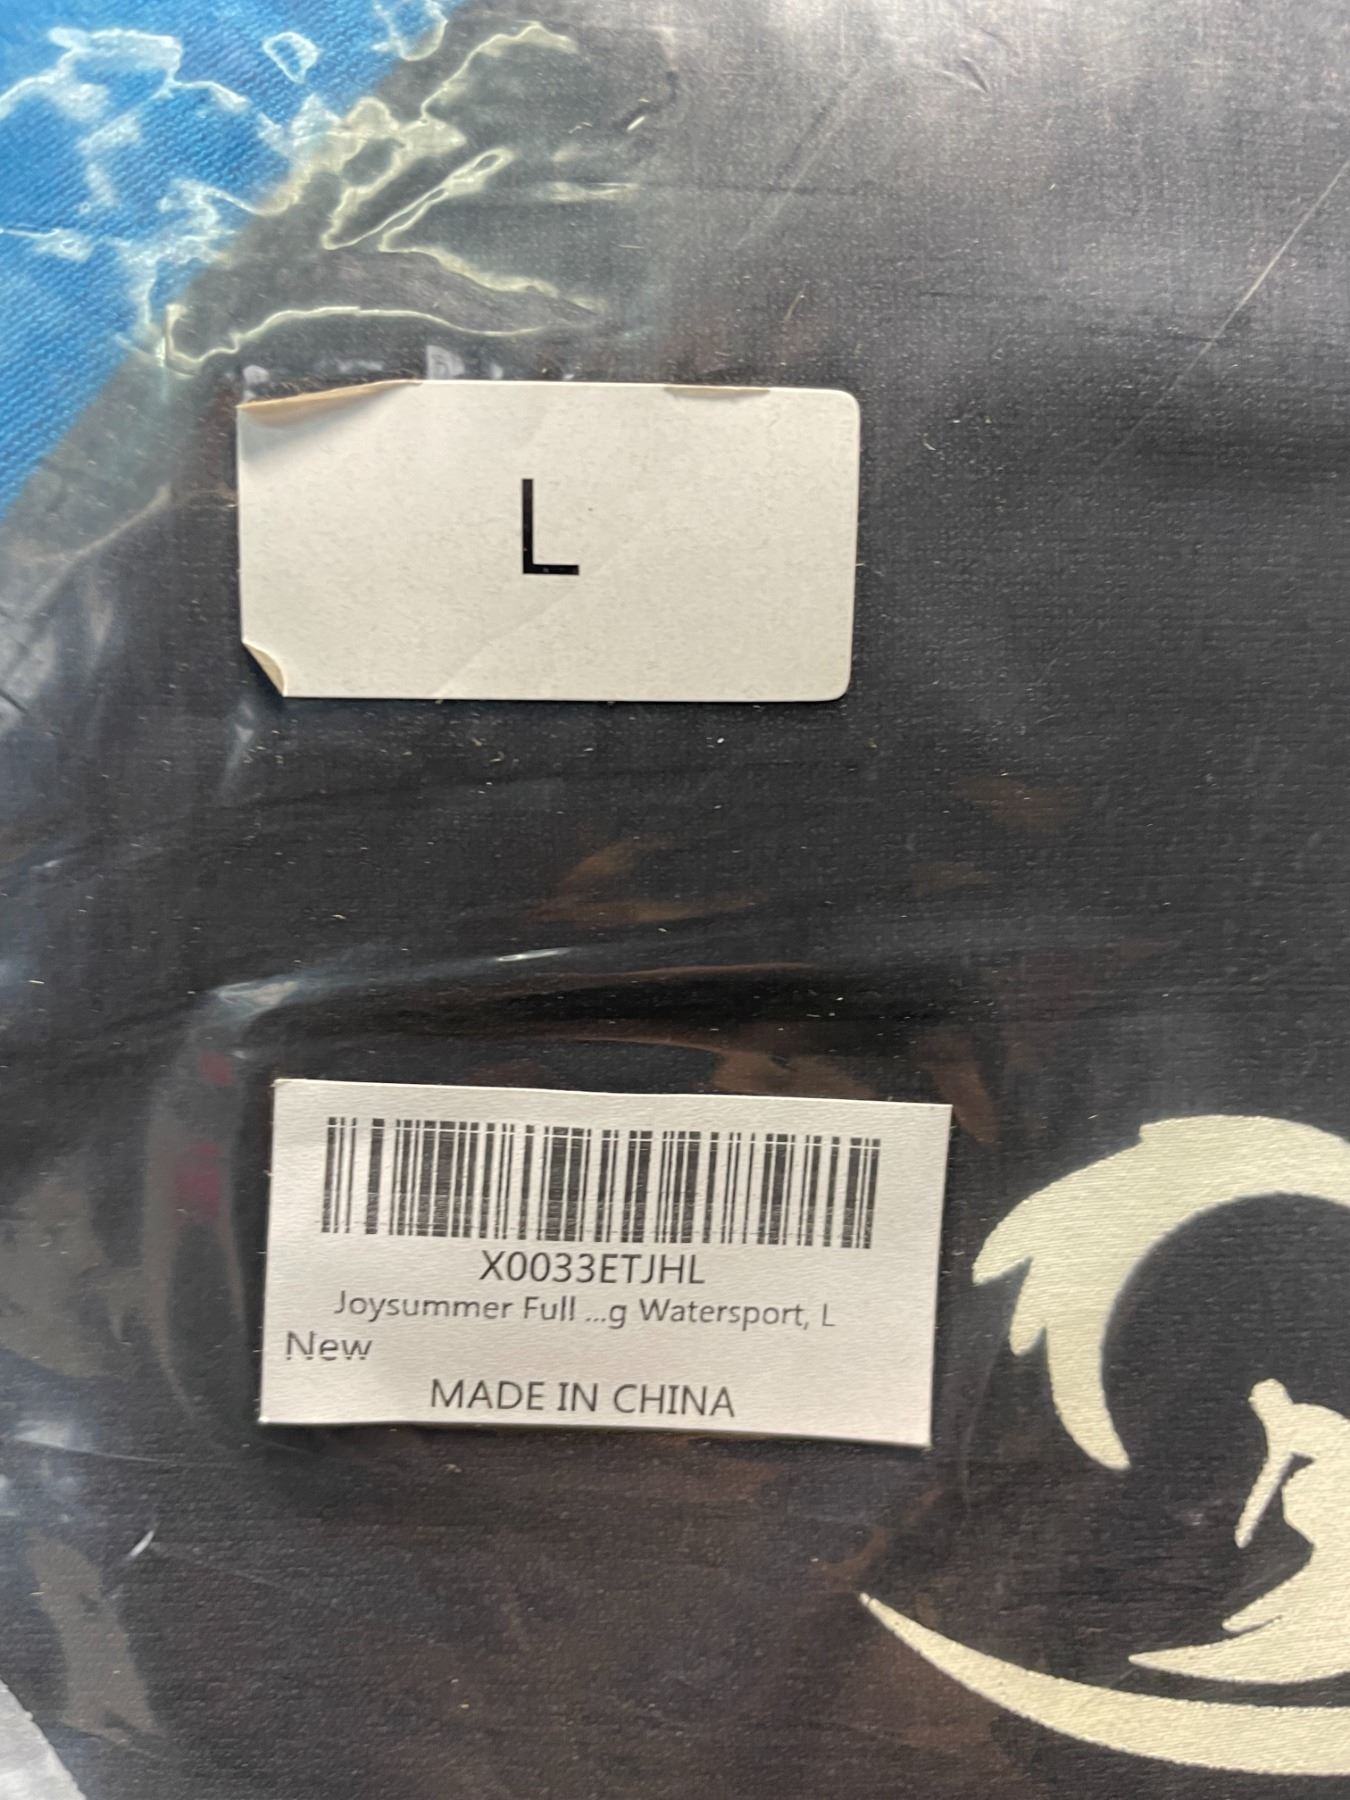 L
X0033ETJHL
Joysummer Full ...g Watersport, L
New
MADE IN CHINA